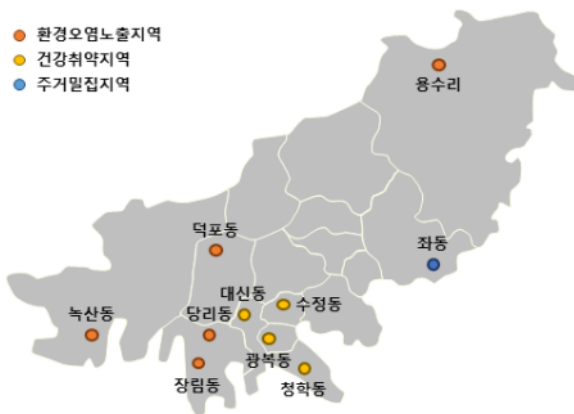 환경오염노출지역
건강취약지역
주거밀집지역
용수리
덕포동
좌동
대신동
수정동
녹산동
당리동
광복동
장림동
청학동